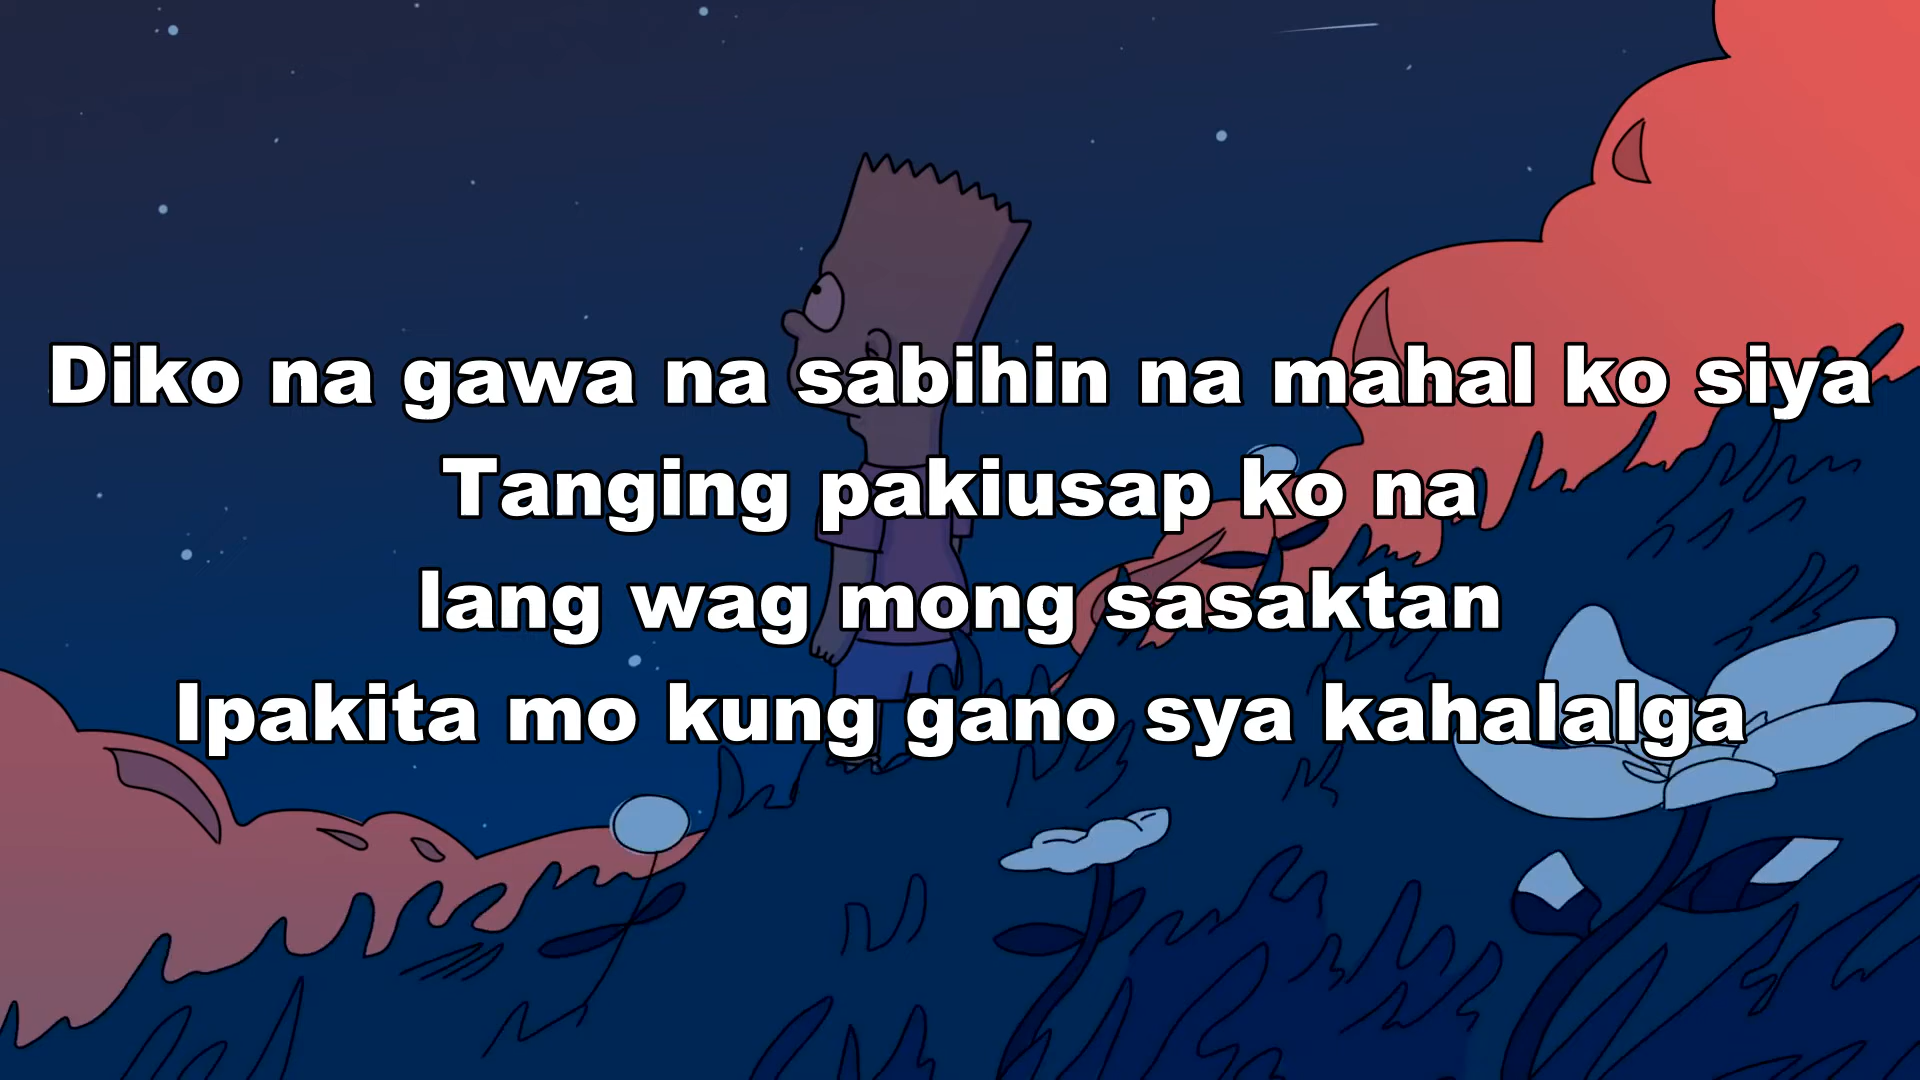 Diko na gawa na sabihin na mahal ko siya
Tanging pakiusap ko na
lang wag mong sasaktan
Ipakita mo kung gano sya kahalalga